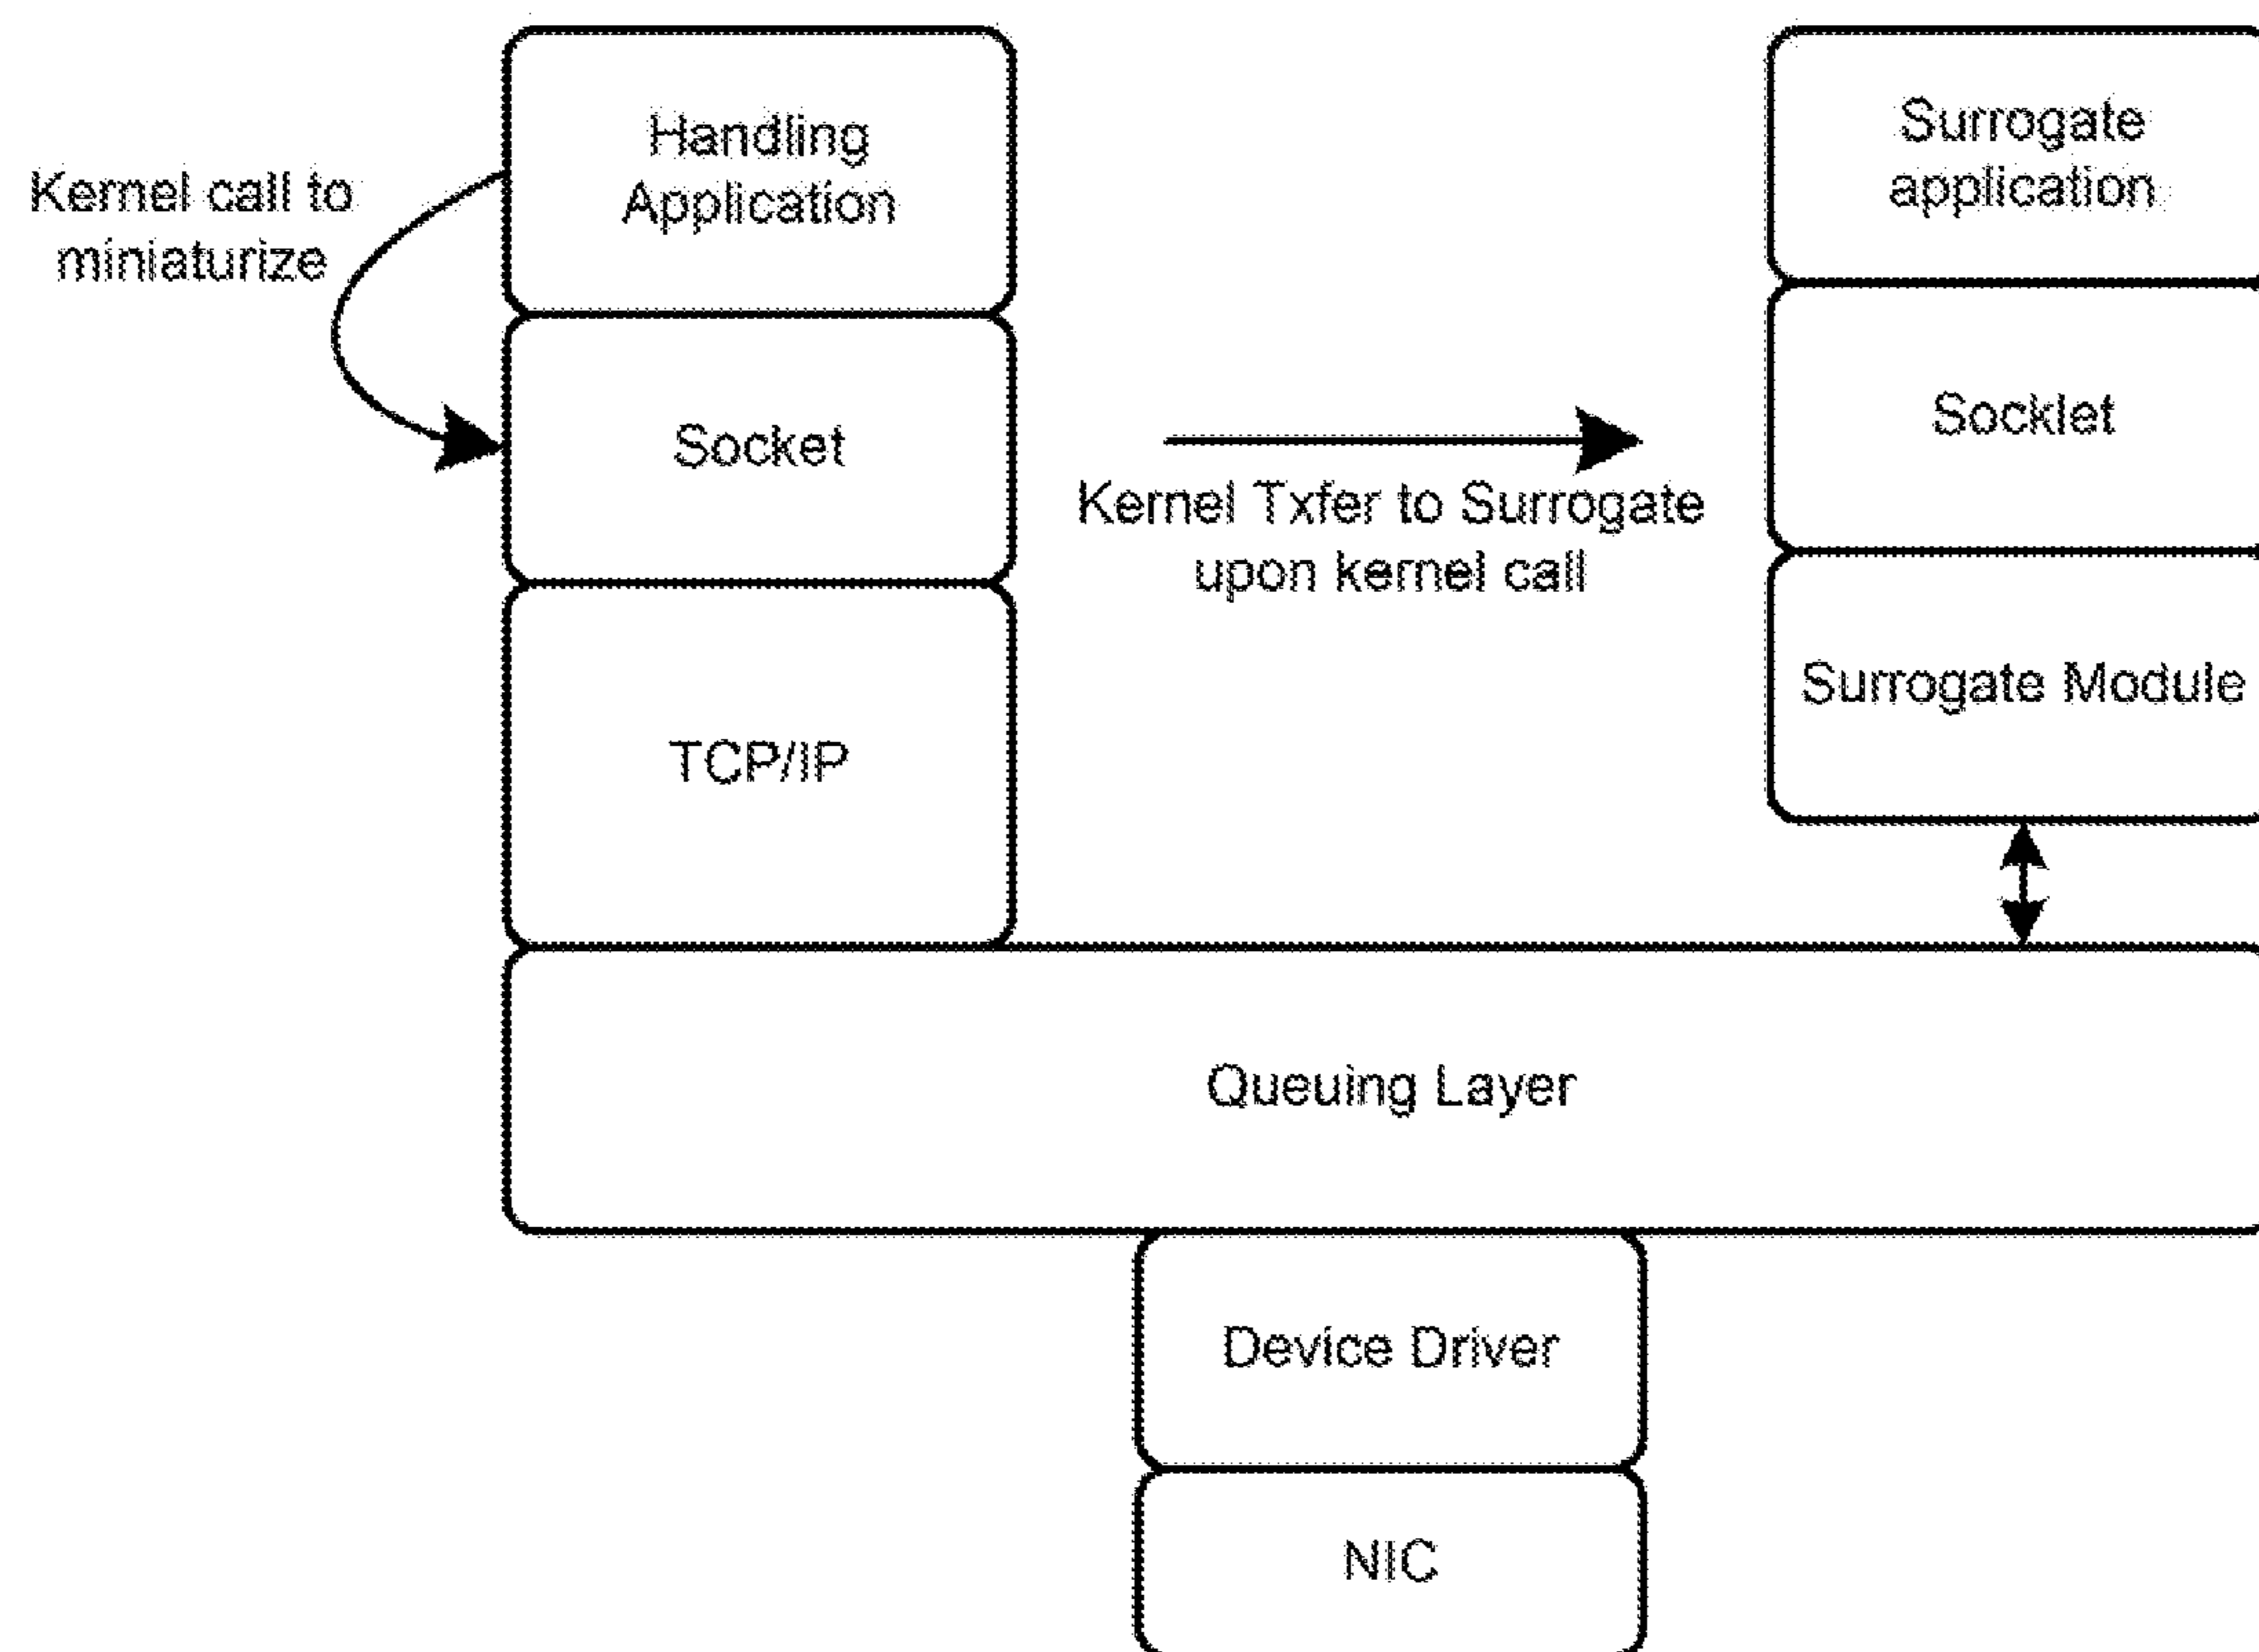 Handling
Application
Kernel call to
miniaturize
Socket
TCP/IP
Kernel Txfer to Surrogate
upon kernel call
Surrogate
application
Socklet
Surrogate Module
Queuing Layer
Device Driver
NIC